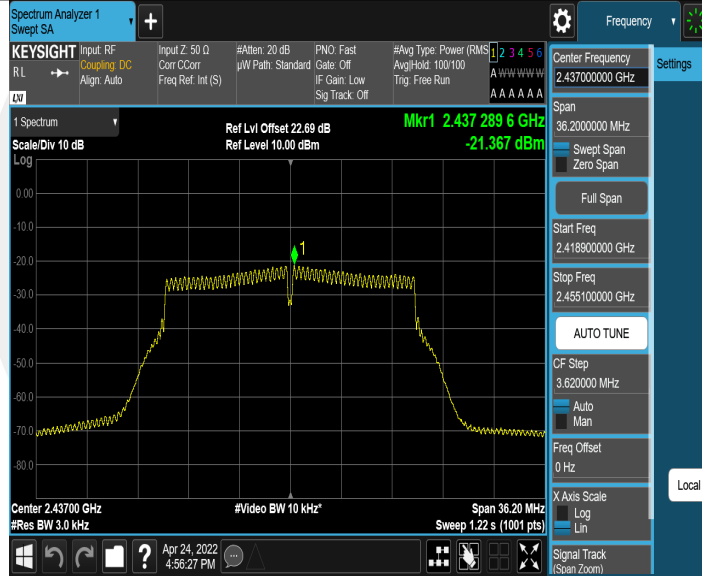 Spectrum Analyzer 1
Swept SA
+
Frequency
KEYSIGHT
R L
LXI
Input: RF
Coupling: DC
Align: Auto
Input Z: 50 Ω
Corr CCorr
Freq Ref: Int (S)
#Atten: 20 dB
µW Path: Standard
PNO: Fast
Gate: Off
IF Gain: Low
Sig Track: Off
#Avg Type: Power (RMS
Avg|Hold: 100/100
Trig: Free Run
1 2 3 4 5 6
A W W W W W
A A A A A A
1 Spectrum
Scale/Div 10 dB
Log
Ref Lvl Offset 22.69 dB
Ref Level 10.00 dBm
Mkr1 2.437 289 6 GHz
-21.367 dBm
0.00
-10.0
-20.0
-30.0
-40.0
-50.0
-60.0
-70.0
-80.0
1
Center 2.43700 GHz
#Res BW 3.0 kHz
#Video BW 10 kHz*
Span 36.20 MHz
Sweep 1.22 s (1001 pts)
Apr 24, 2022
4:56:27 PM
?
Center Frequency
2.437000000 GHz
Span
36.2000000 MHz
Swept Span
Zero Span
Full Span
Start Freq
2.418900000 GHz
Stop Freq
2.455100000 GHz
AUTO TUNE
CF Step
3.620000 MHz
Auto
Man
Freq Offset
0 Hz
X Axis Scale
Log
Lin
Signal Track
(Span Zoom)
Settings
Local